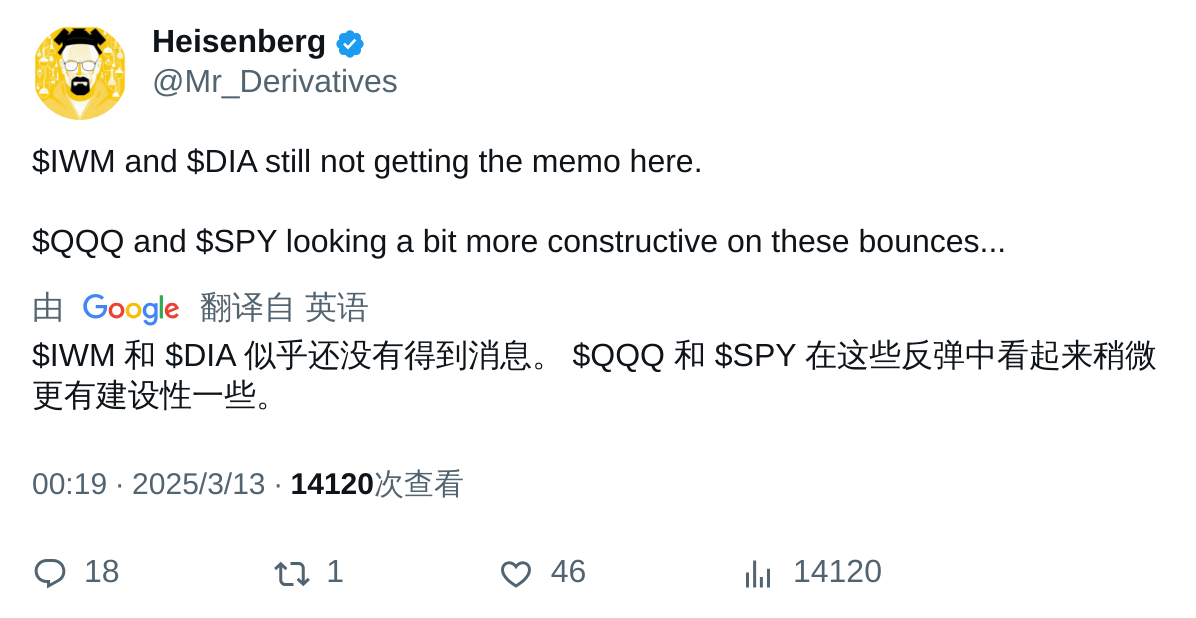 Heisenberg
@Mr_Derivatives
$IWM and $DIA still not getting the memo here.
$QQQ and $SPY looking a bit more constructive on these bounces...
由 Google 翻译自 英语
$IWM 和 $DIA 似乎还没有得到消息。 $QQQ 和 $SPY 在这些反弹中看起来稍微
更有建设性一些。
00:19 · 2025/3/13 · 14120次查看
18 1 46 14120